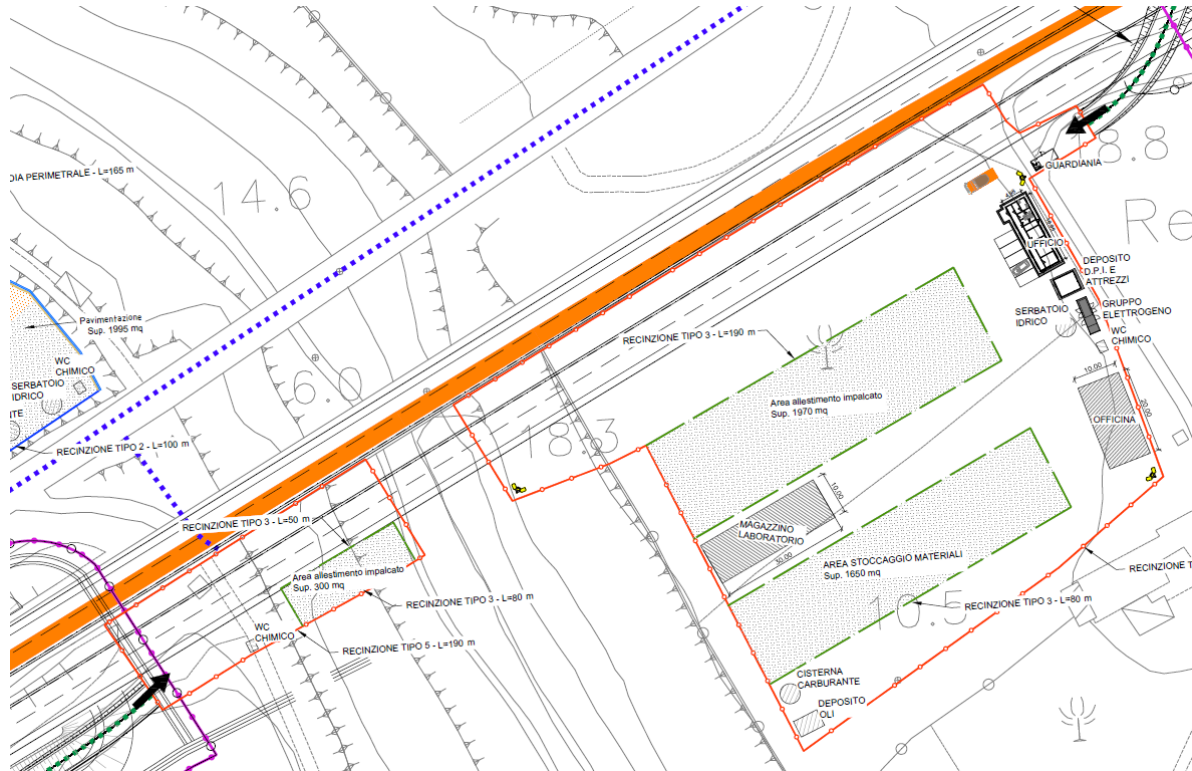 18.8
GUARDIANIA
DIA PERIMETRALE - L=165 m
14.6
Re
UFFICIO
DEPOSITO
D.P.I. E
ATTREZZI
SERBATOIO
IDRICO
GRUPPO
ELETTROGENO
WC
CHIMICO
Pavimentazione
Sup. 1995 mq
RECINZIONE TIPO 3 - L=190 m
WC
CHIMICO
SERBATOIO
IDRICO
NTE
6.0
10.00
20.00
OFFICINA
Area allestimento impalcato
Sup. 1970 mq
18.3
RECINZIONE TIPO 2 - L=100 m
10.00
MAGAZZINO
LABORATORIO
30.00
RECINZIONE TIPO 3 - L=50 m
AREA STOCCAGGIO MATERIALI
Sup. 1650 mq
RECINZIONE T
Area allestimento impalcato
Sup. 300 mq
RECINZIONE TIPO 3 - L=80 m
RECINZIONE TIPO 3 - L=80 m
16.5
WC
CHIMICO
RECINZIONE TIPO 5 - L=190 m
CISTERNA
CARBURANTE
DEPOSITO
OLI